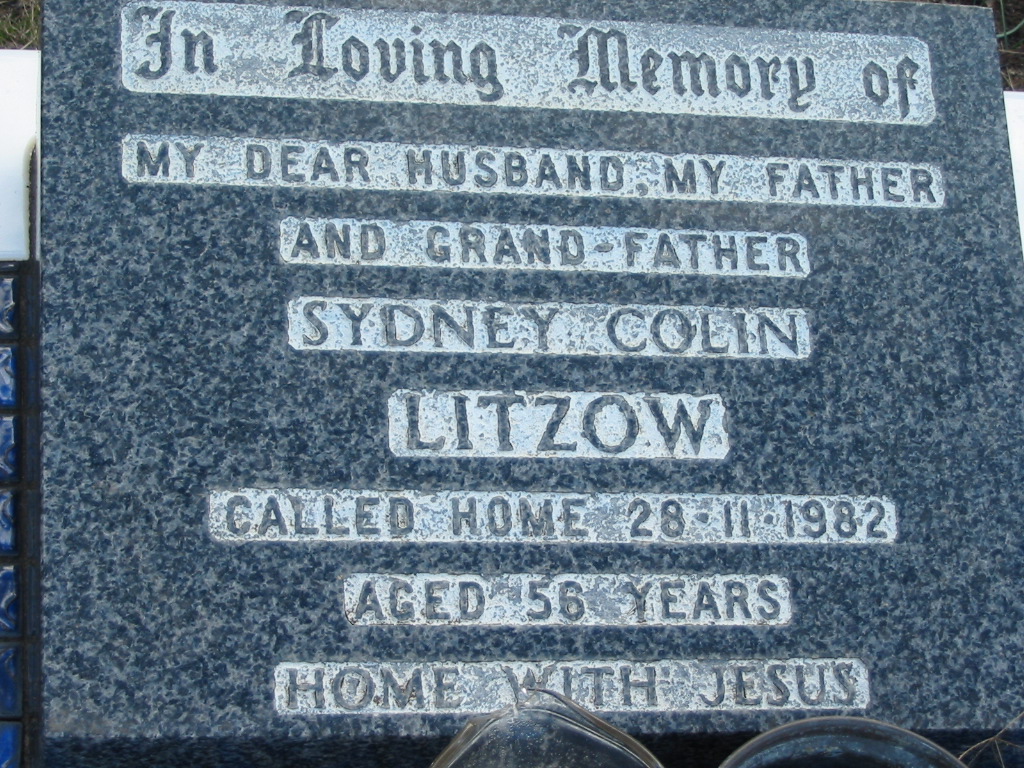 In Loving Memory of
MY DEAR HUSBAND, MY FATHER
AND GRAND-FATHER
SYDNEY COLIN
LITZOW
CALLED HOME 28·11·1982
AGED 56 YEARS
HOME WITH JESUS